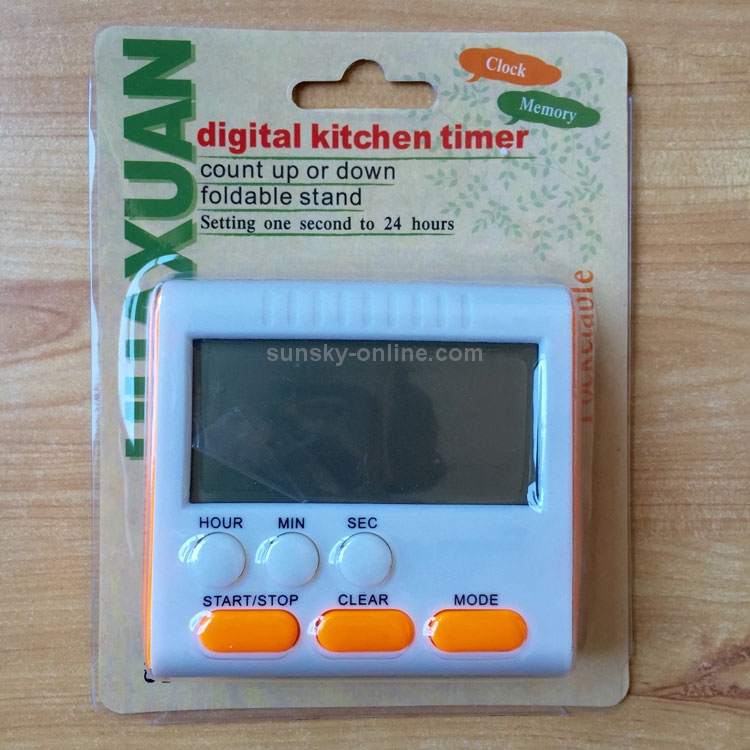 Clock
Memory
digital kitchen timer
count up or down
foldable stand
Setting one second to 24 hours
sunsky-online.com
HOUR MIN SEC
START/STOP CLEAR MODE